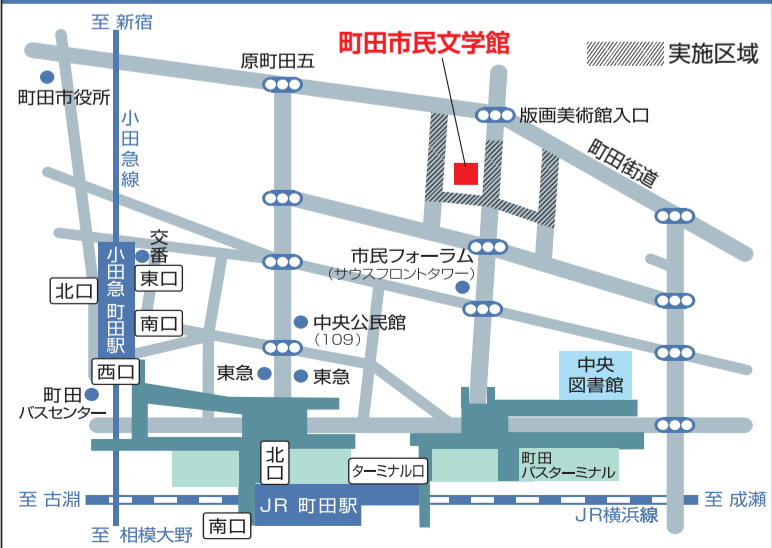 至 新宿
町田市民文学館
実施区域
原町田五
町田市役所
版画美術館入口
小田急線
町田街道
交番
市民フォーラム
(サウスフロントタワー)
小田急 町田駅
東口
北口
南口
中央公民館
(109)
西口
中央
図書館
東急
東急
町田
バスセンター
北口
ターミナル口
町田
バスターミナル
至 古淵
JR 町田駅
至 成瀬
南口
JR横浜線
至 相模大野